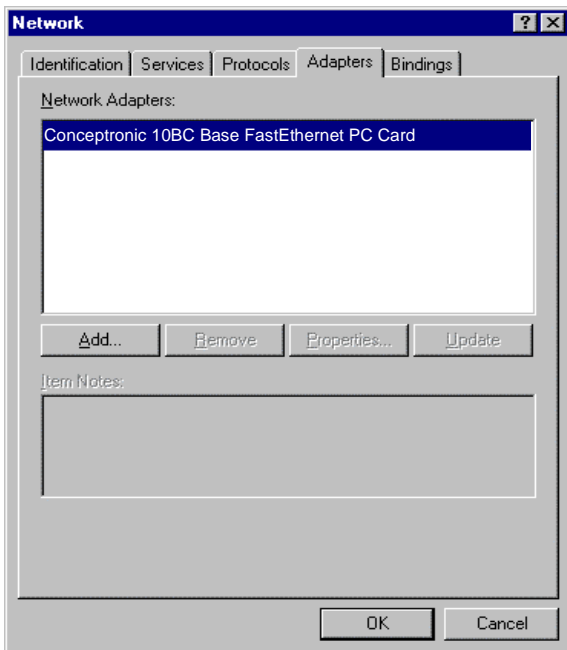 Network
Identification Services Protocols Adapters Bindings
Network Adapters:
Conceptronic 10BC Base FastEthernet PC Card
Add... Remove Properties... Update
Item Notes:
OK Cancel